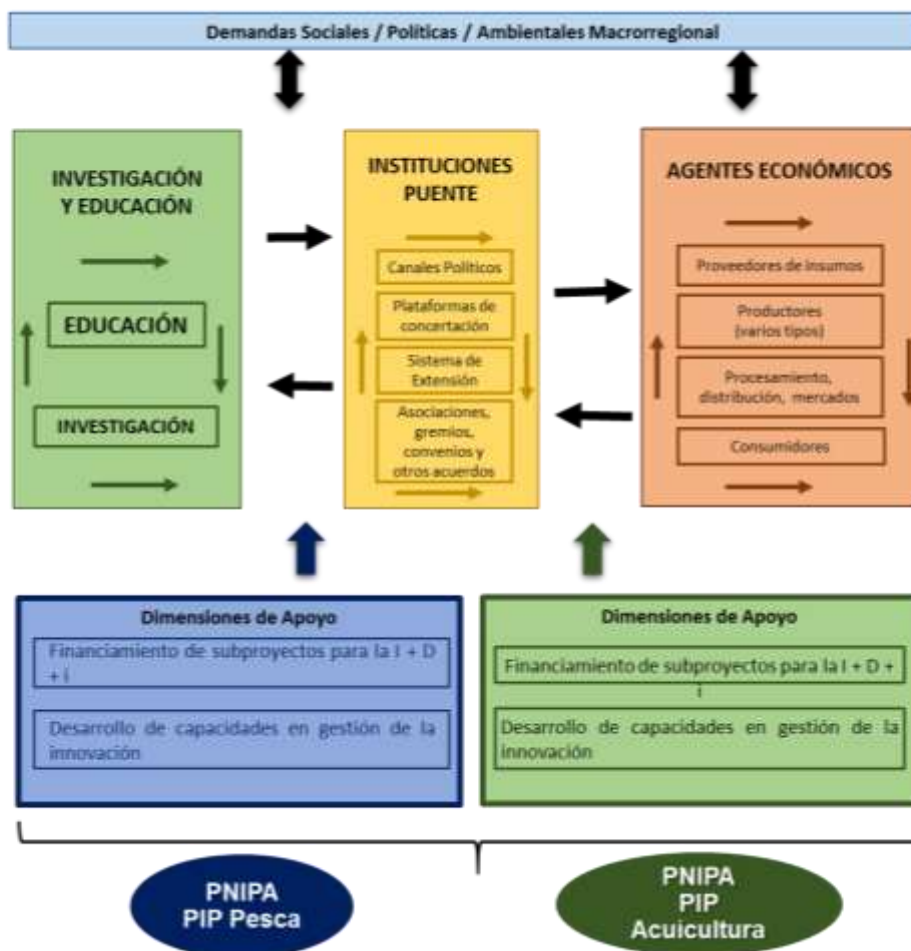 Demandas Sociales / Políticas / Ambientales Macrorregional
INVESTIGACIÓN
Y EDUCACIÓN
EDUCACIÓN
INVESTIGACIÓN
INSTITUCIONES
PUENTE
Canales Políticos
Plataformas de
concertación
Sistema de
Extensión
Asociaciones,
gremios,
convenios y
otros acuerdos
AGENTES ECONÓMICOS
Proveedores de insumos
Productores
(varios tipos)
Procesamiento,
distribución, mercados
Consumidores
Dimensiones de Apoyo
Financiamiento de subproyectos para la I + D
+ i
Desarrollo de capacidades en gestión de la
innovación
Dimensiones de Apoyo
Financiamiento de subproyectos para la I + D +
i
Desarrollo de capacidades en gestión de la
innovación
PNIPA
PIP Pesca
PNIPA
PIP
Acuicultura